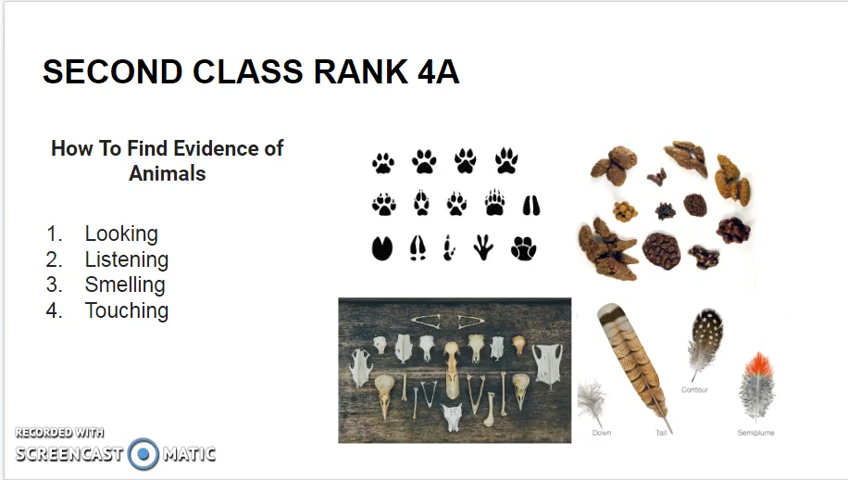 SECOND CLASS RANK 4A
How To Find Evidence of
Animals
1. Looking
2. Listening
3. Smelling
4. Touching
Contour
Down
Tail
Semiplume
RECORDED WITH
SCREENCAST MATIC